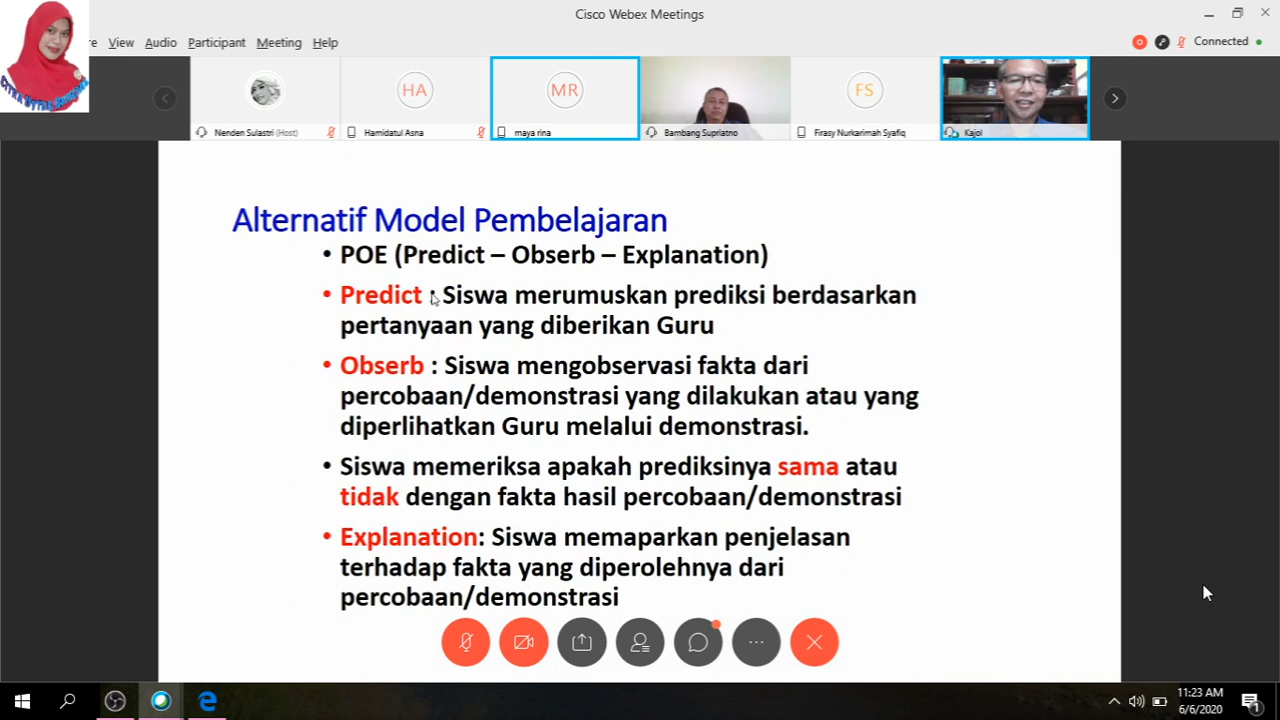 Cisco Webex Meetings
View Audio Participant Meeting Help
Connected
HA
MR
FS
Nenden Sulastri (Host)
Hamidatul Asna
maya rina
Bambang Supriatno
Firasy Nurkarimah Syafiq
Kajol
Alternatif Model Pembelajaran
• POE (Predict – Obserb – Explanation)
• Predict : Siswa merumuskan prediksi berdasarkan
pertanyaan yang diberikan Guru
• Obserb : Siswa mengobservasi fakta dari
percobaan/demonstrasi yang dilakukan atau yang
diperlihatkan Guru melalui demonstrasi.
• Siswa memeriksa apakah prediksinya sama atau
tidak dengan fakta hasil percobaan/demonstrasi
• Explanation: Siswa memaparkan penjelasan
terhadap fakta yang diperolehnya dari
percobaan/demonstrasi
11:23 AM
6/6/2020
1